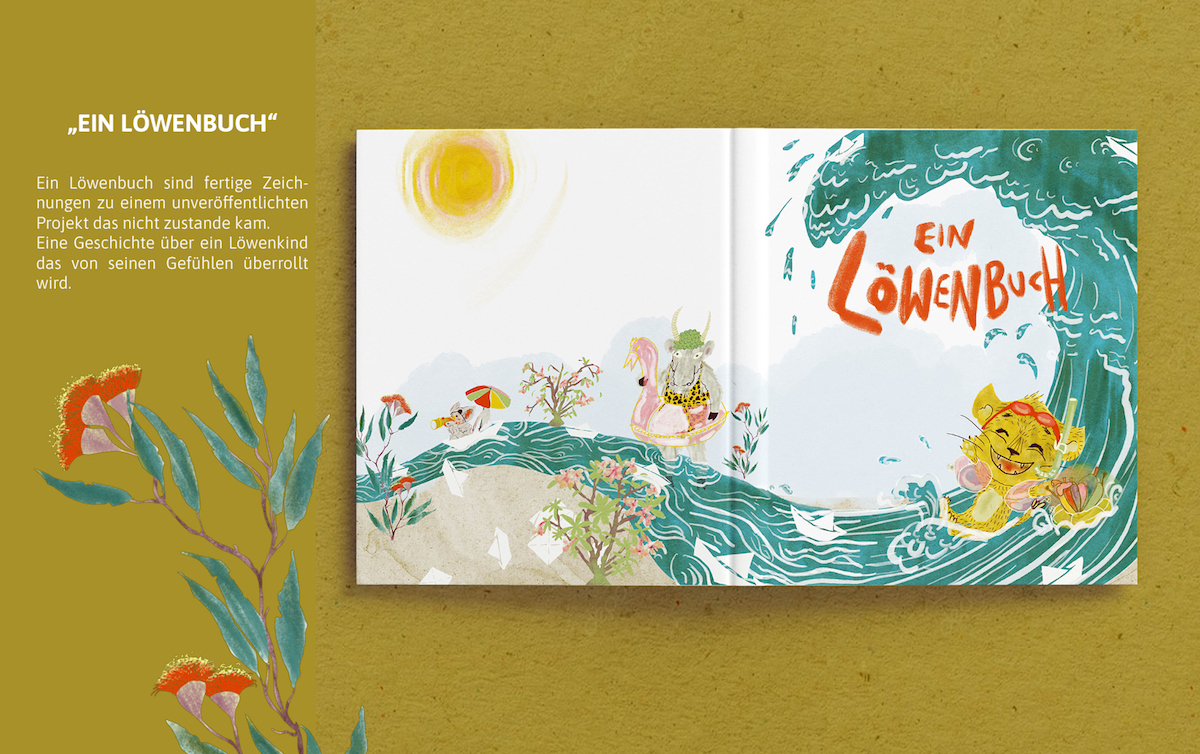 „EIN LÖWENBUCH“
Ein Löwenbuch sind fertige Zeich-
nungen zu einem unveröffentlichten
Projekt das nicht zustande kam.
Eine Geschichte über ein Löwenkind
das von seinen Gefühlen überrollt
wird.
EIN
LÖWENBUCH